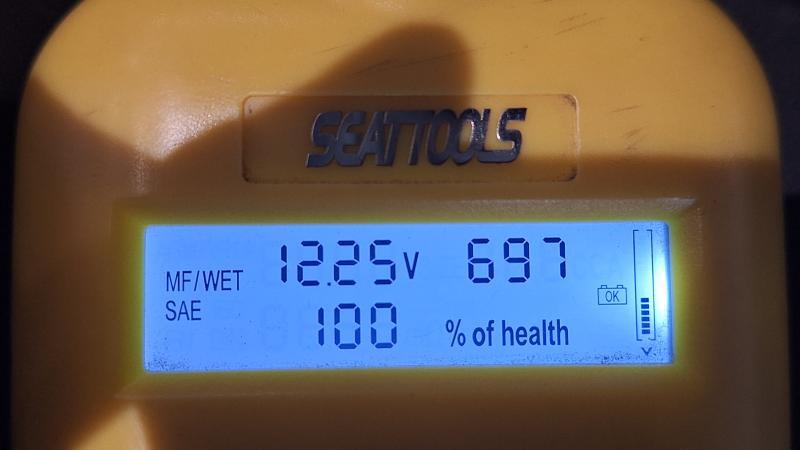 SEATTOOLS
MF/WET 12.25V 697
SAE 100 % of health
OK